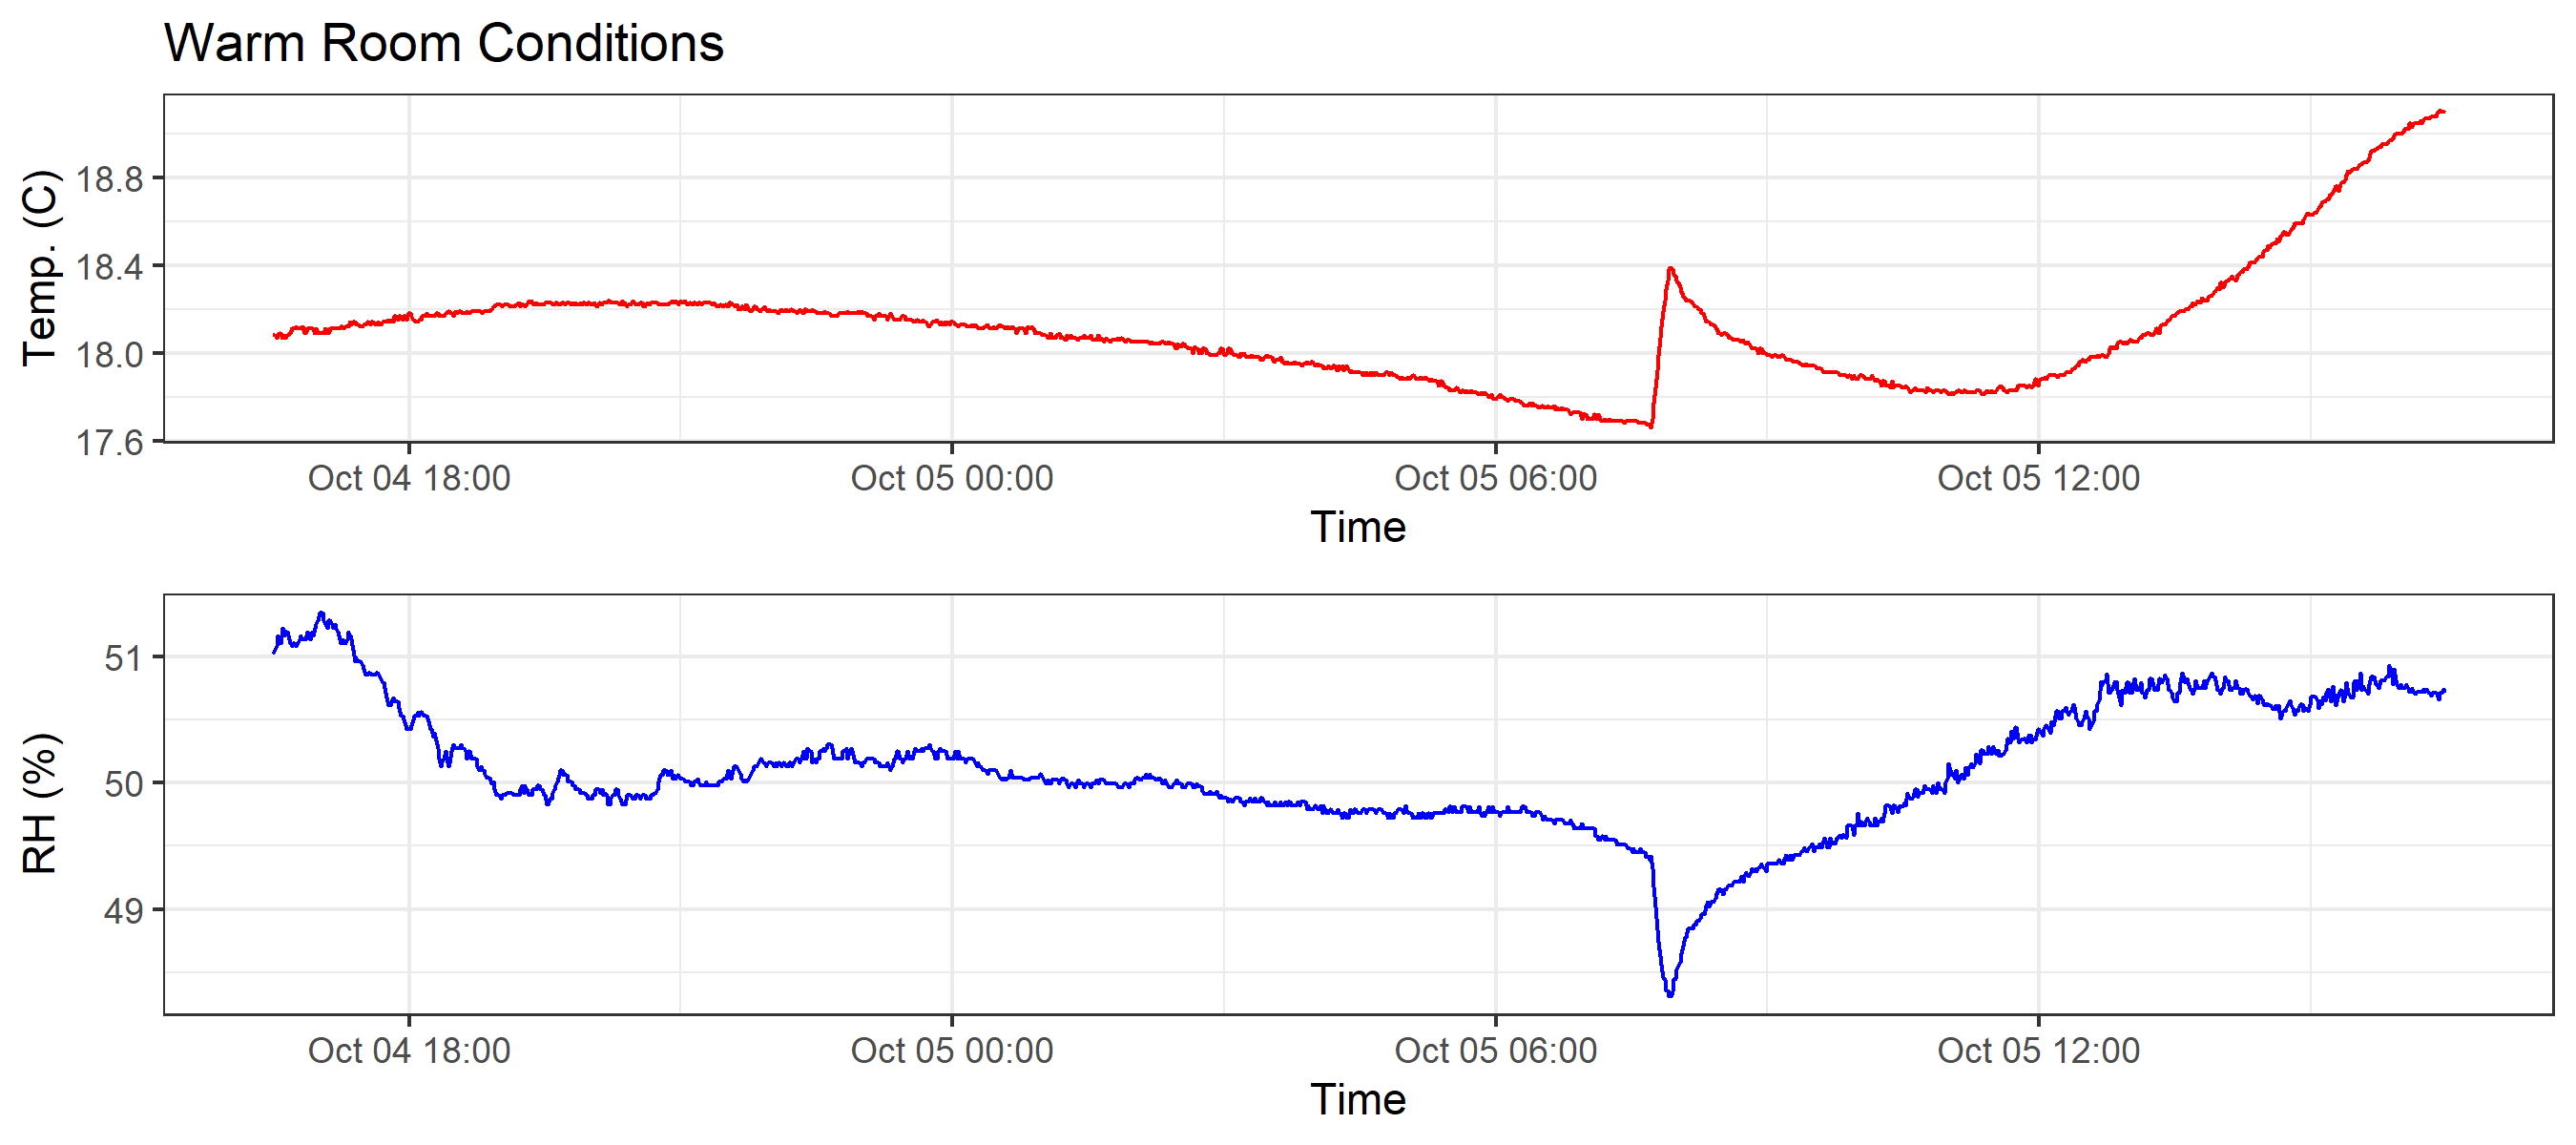 Warm Room Conditions
Temp. (C)
18.8
18.4
18.0
17.6
Oct 04 18:00 Oct 05 00:00 Oct 05 06:00 Oct 05 12:00
Time
RH (%)
51
50
49
Oct 04 18:00 Oct 05 00:00 Oct 05 06:00 Oct 05 12:00
Time